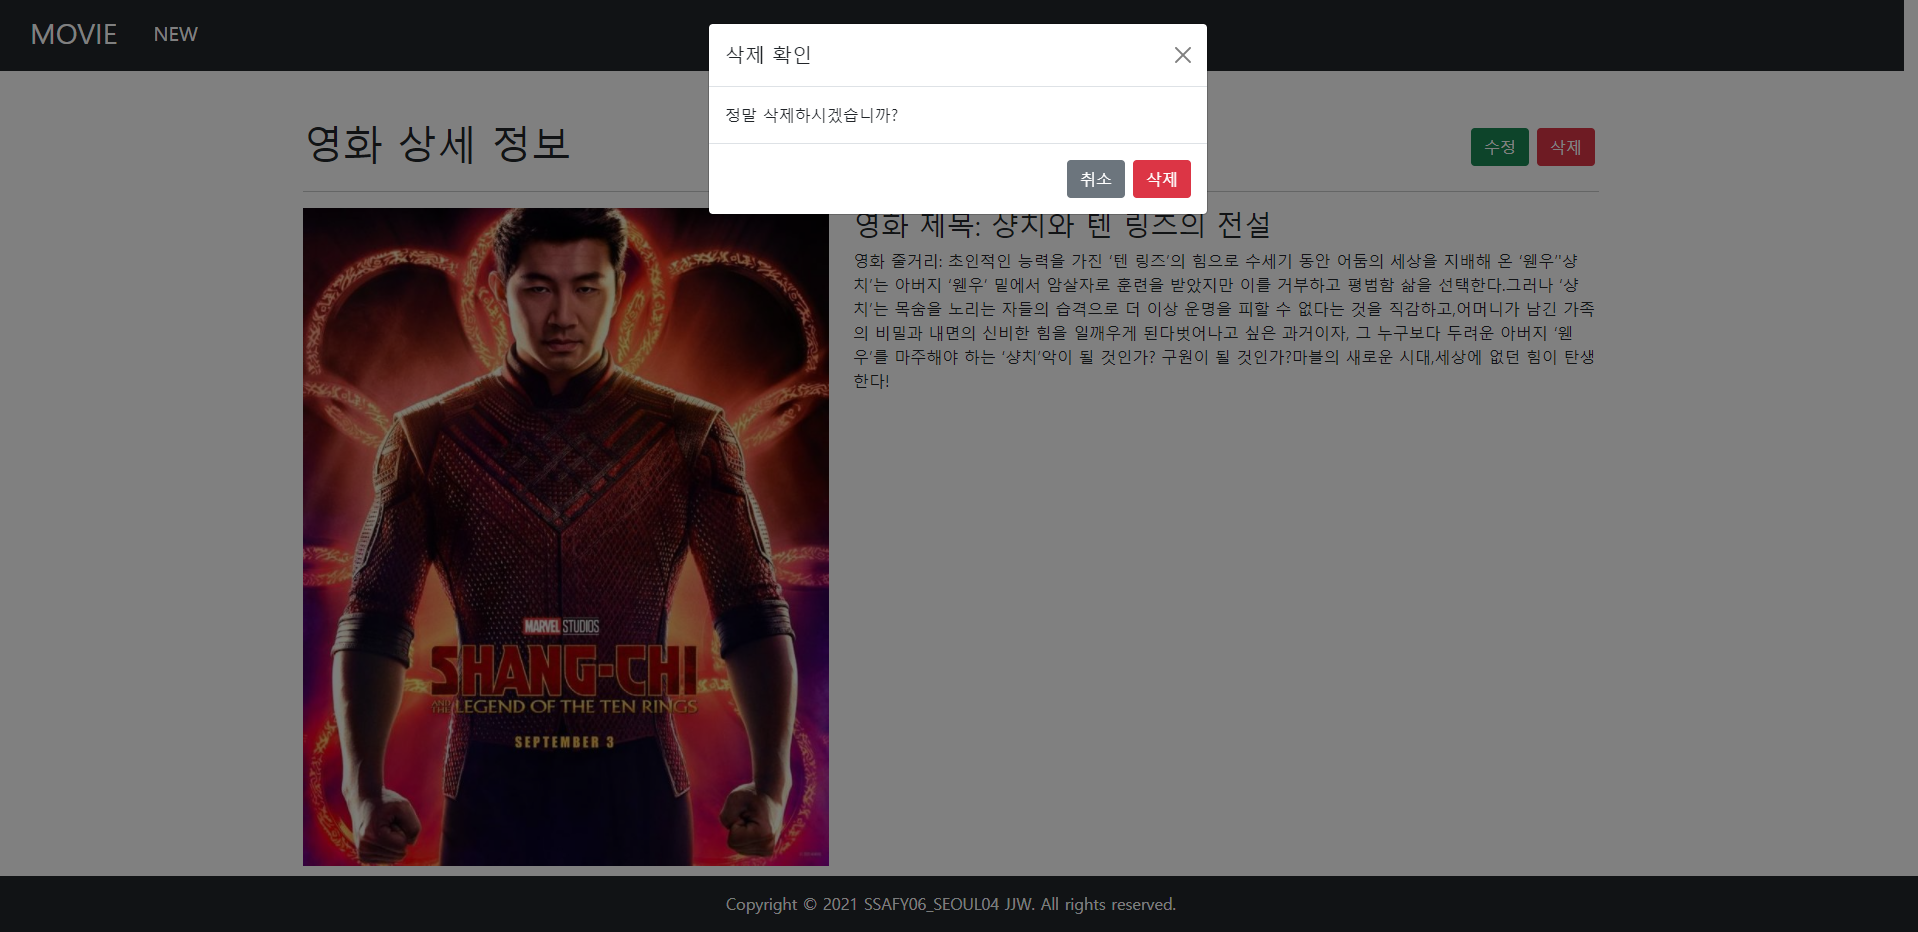 MOVIE NEW
삭제 확인
정말 삭제하시겠습니까?
취소 삭제
영화 상세 정보
수정 삭제
영화 제목: 샹치와 텐 링즈의 전설
영화 줄거리: 초인적인 능력을 가진 ‘텐 링즈’의 힘으로 수세기 동안 어둠의 세상을 지배해 온 ‘웬우’‘샹
치’는 아버지 ‘웬우’ 밑에서 암살자로 훈련을 받았지만 이를 거부하고 평범함 삶을 선택한다.그러나 ‘샹
치’는 목숨을 노리는 자들의 습격으로 더 이상 운명을 피할 수 없다는 것을 직감하고,어머니가 남긴 가족
의 비밀과 내면의 신비한 힘을 일깨우게 된다벗어나고 싶은 과거이자, 그 누구보다 두려운 아버지 ‘웬
우’를 마주해야 하는 ‘샹치’악이 될 것인가? 구원이 될 것인가?마블의 새로운 시대,세상에 없던 힘이 탄생
한다!
MARVEL STUDIOS
SHANG-CHI
AND THE LEGEND OF THE TEN RINGS
SEPTEMBER 3
Copyright © 2021 SSAFY06_SEOUL04 JJW. All rights reserved.